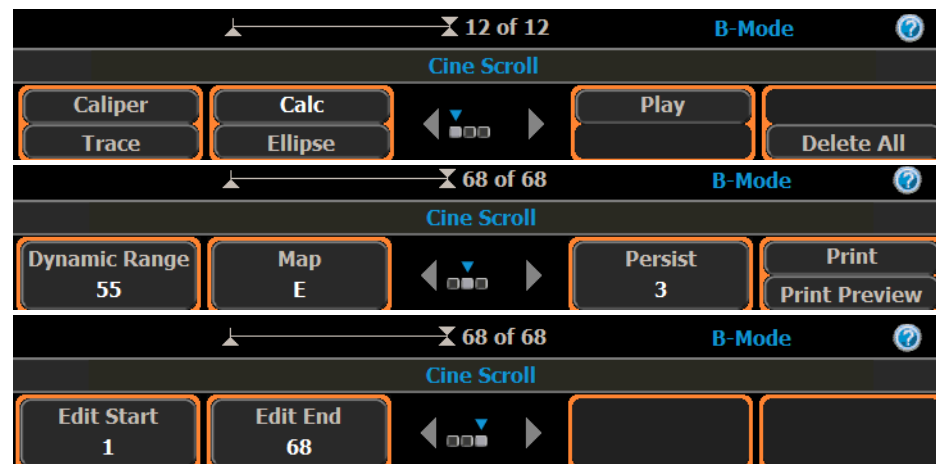 12 of 12 B-Mode ?
Cine Scroll
Caliper Calc Play
Trace Ellipse Delete All
68 of 68 B-Mode ?
Cine Scroll
Dynamic Range Map Persist Print
55 E 3 Print Preview
68 of 68 B-Mode ?
Cine Scroll
Edit Start Edit End
1 68